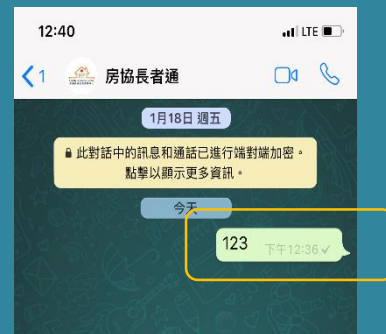 12:40
LTE
1
房協長者通
1月18日 週五
此對話中的訊息和通話已進行端對端加密。
點擊以顯示更多資訊。
今天
123
下午12:36